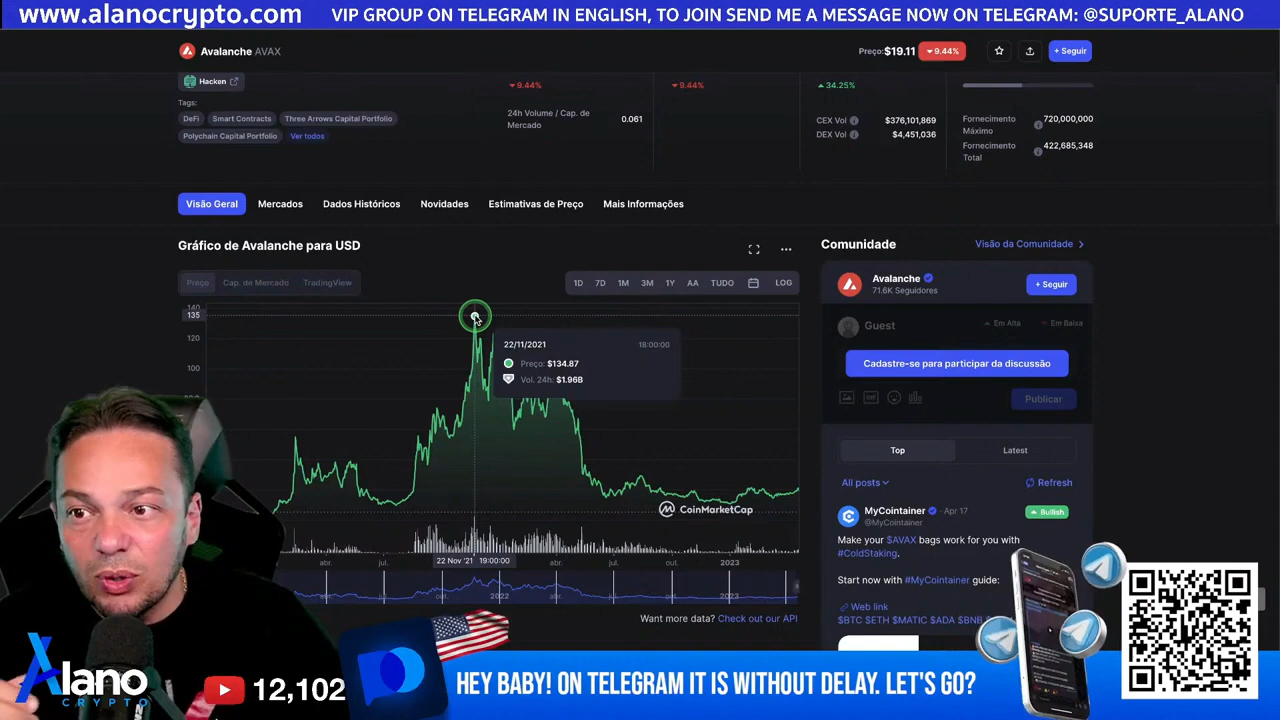 www.alanocrypto.com
VIP GROUP ON TELEGRAM IN ENGLISH, TO JOIN SEND ME A MESSAGE NOW ON TELEGRAM: @SUPORTE_ALANO
Avalanche AVAX
Preço: $19.11
9.44%
+ Seguir
Hacken
Tags:
DeFi
Smart Contracts
Three Arrows Capital Portfolio
Polychain Capital Portfolio
Ver todos
9.44%
24h Volume / Cap. de
Mercado
0.061
9.44%
34.25%
CEX Vol
$376,101,869
DEX Vol
$4,451,036
Fornecimento
Máximo
720,000,000
Fornecimento
Total
422,685,348
Visão Geral
Mercados
Dados Históricos
Novidades
Estimativas de Preço
Mais Informações
Gráfico de Avalanche para USD
Preço
Cap. de Mercado
TradingView
1D
7D
1M
3M
1Y
AA
TUDO
LOG
140
135
120
100
22/11/2021
18:00:00
Preço: $134.87
Vol. 24h: $1.96B
CoinMarketCap
22 Nov '21 19:00:00
abr.
jul.
abr.
jul.
out.
2023
abr.
jul.
out.
2022
abr.
jul.
out.
2023
Want more data? Check out our API
Comunidade
Visão da Comunidade
Avalanche
71.6K Seguidores
+ Seguir
Guest
Em Alta
Em Baixa
Cadastre-se para participar da discussão
GIF
Publicar
Top
Latest
All posts
Refresh
MyCointainer
Apr 17
@MyCointainer
Bullish
Make your $AVAX bags work for you with
#ColdStaking.
Start now with #MyCointainer guide:
Web link
$BTC $ETH $MATIC $ADA $BNB
Alano
CRYPTO
12,102
HEY BABY! ON TELEGRAM IT IS WITHOUT DELAY. LET'S GO?